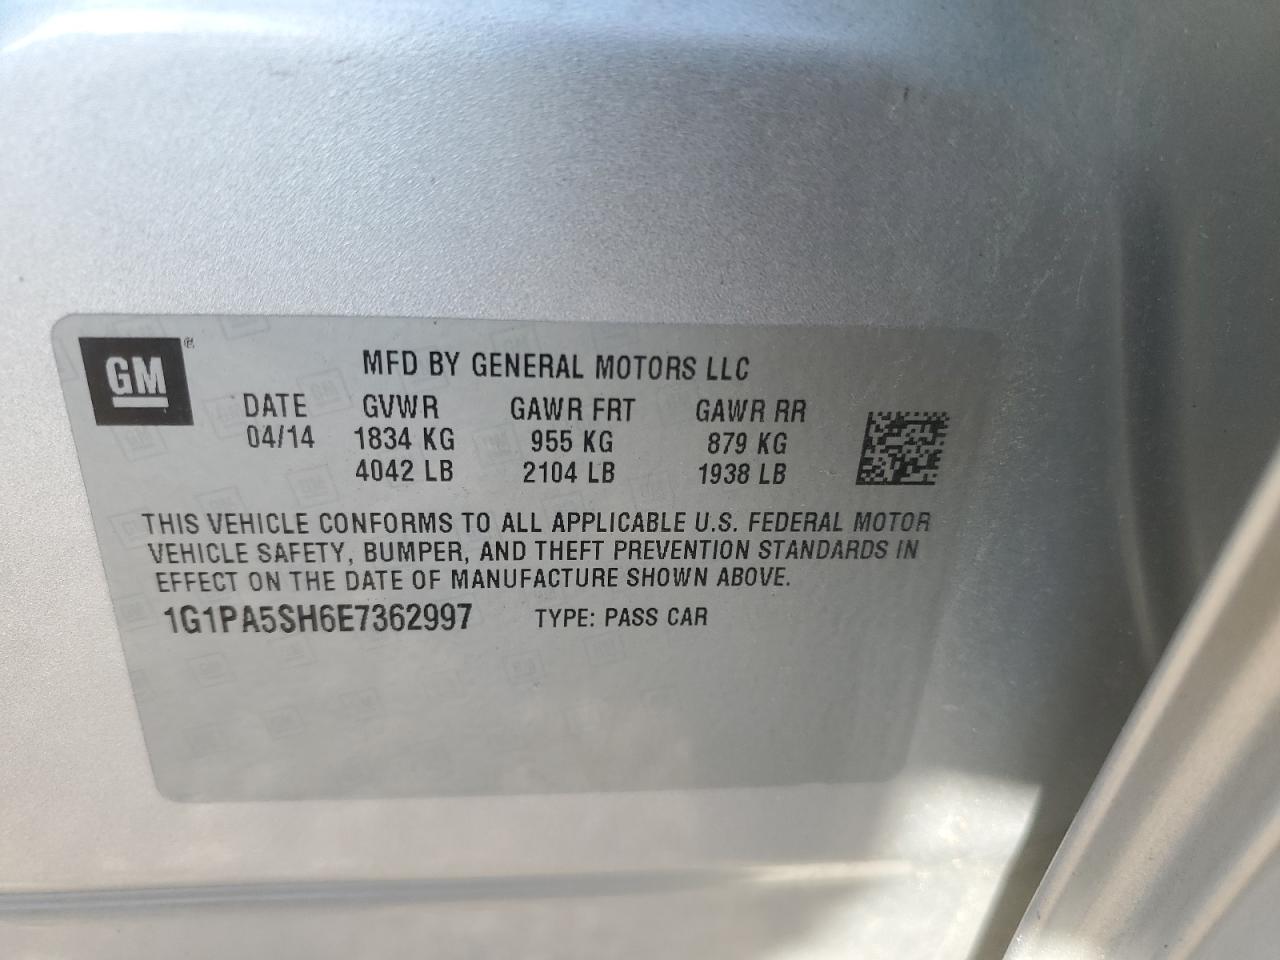 GM
MFD BY GENERAL MOTORS LLC
DATE GVWR GAWR FRT GAWR RR
04/14 1834 KG 955 KG 879 KG
4042 LB 2104 LB 1938 LB
THIS VEHICLE CONFORMS TO ALL APPLICABLE U.S. FEDERAL MOTOR
VEHICLE SAFETY, BUMPER, AND THEFT PREVENTION STANDARDS IN
EFFECT ON THE DATE OF MANUFACTURE SHOWN ABOVE.
1G1PA5SH6E7362997 TYPE: PASS CAR